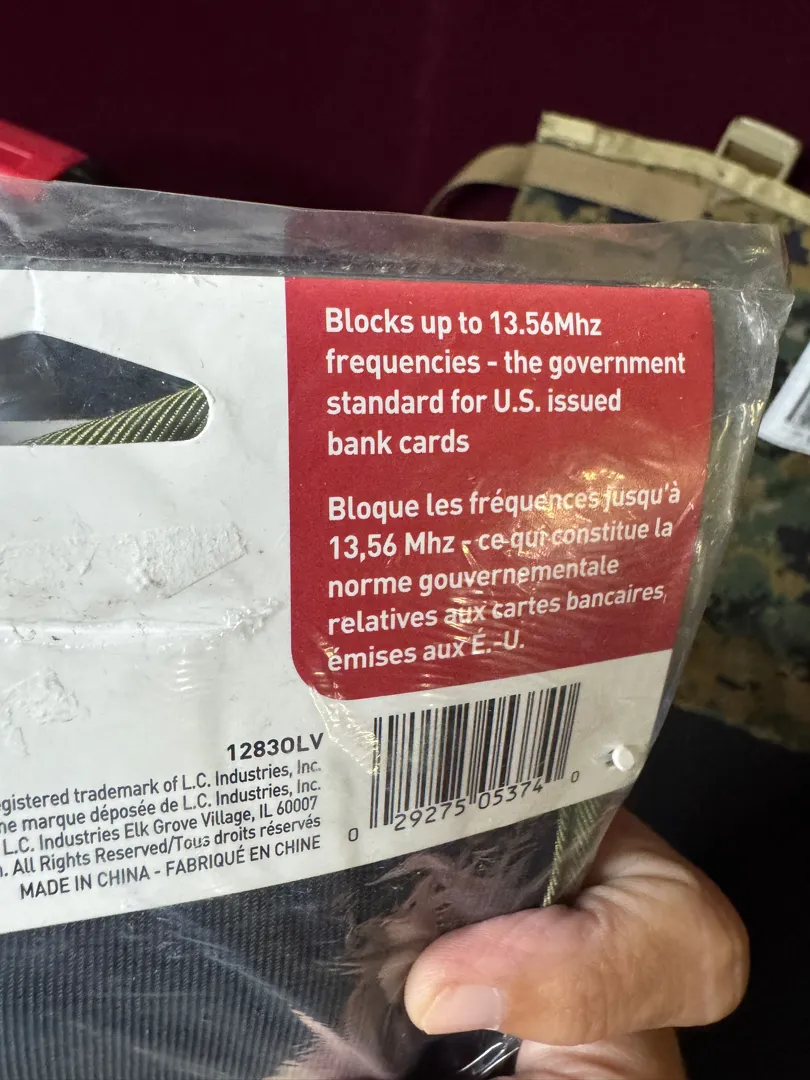 Blocks up to 13.56Mhz
frequencies - the government
standard for U.S. issued
bank cards
Bloque les fréquences jusqu'à
13,56 Mhz - ce qui constitue la
norme gouvernementale
relatives aux cartes bancaires,
émises aux É.-U.
12830LV
egistered trademark of L.C. Industries, Inc.
ne marque déposée de L.C. Industries, Inc.
L.C. Industries Elk Grove Village, IL 60007
. All Rights Reserved/Tous droits réservés
MADE IN CHINA - FABRIQUÉ EN CHINE
0 29275 05374 0